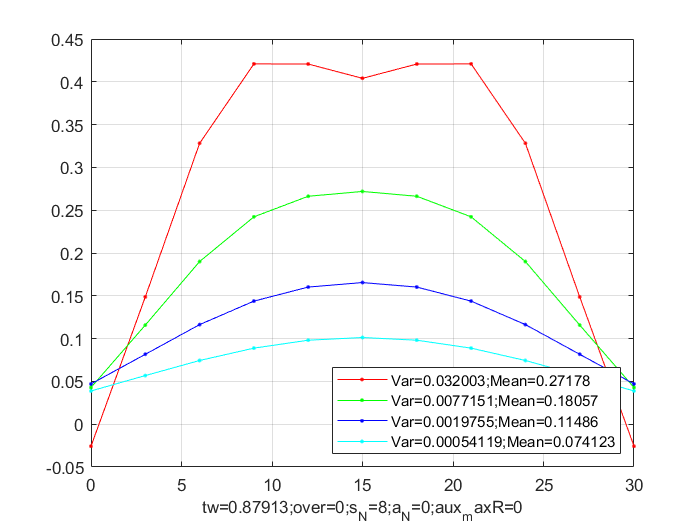 0.45
0.4
0.35
0.3
0.25
0.2
0.15
0.1
0.05
0
-0.05
0 5 10 15 20 25 30
Var=0.032003;Mean=0.27178
Var=0.0077151;Mean=0.18057
Var=0.0019755;Mean=0.11486
Var=0.00054119;Mean=0.074123
tw=0.87913;over=0;s_N=8;a_N=0;aux_maxR=0